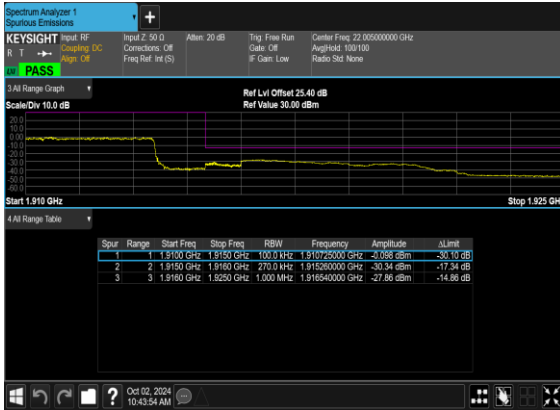 Spectrum Analyzer 1
Spurious Emissions
+
KEYSIGHT Input: RF Input Z: 50 Ω Atten: 20 dB Trig: Free Run Center Freq: 22.005000000 GHz
R T Coupling: DC Corrections: Off Gate: Off Avg|Hold: 100/100
Align: Off Freq Ref: Int (S) IF Gain: Low Radio Std: None
PASS
3 All Range Graph Ref Lvl Offset 25.40 dB
Scale/Div 10.0 dB Ref Value 30.00 dBm
20.0
10.0
0.00
-10.0
-20.0
-30.0
-40.0
-50.0
-60.0
Start 1.910 GHz Stop 1.925 GH
4 All Range Table
Spur Range Start Freq Stop Freq RBW Frequency Amplitude ΔLimit
1 1 1.9100 GHz 1.9150 GHz 100.0 kHz 1.910725000 GHz -0.098 dBm -30.10 dB
2 2 1.9150 GHz 1.9160 GHz 270.0 kHz 1.915260000 GHz -30.34 dBm -17.34 dB
3 3 1.9160 GHz 1.9250 GHz 1.000 MHz 1.916540000 GHz -27.86 dBm -14.86 dB
? Oct 02, 2024
10:43:54 AM